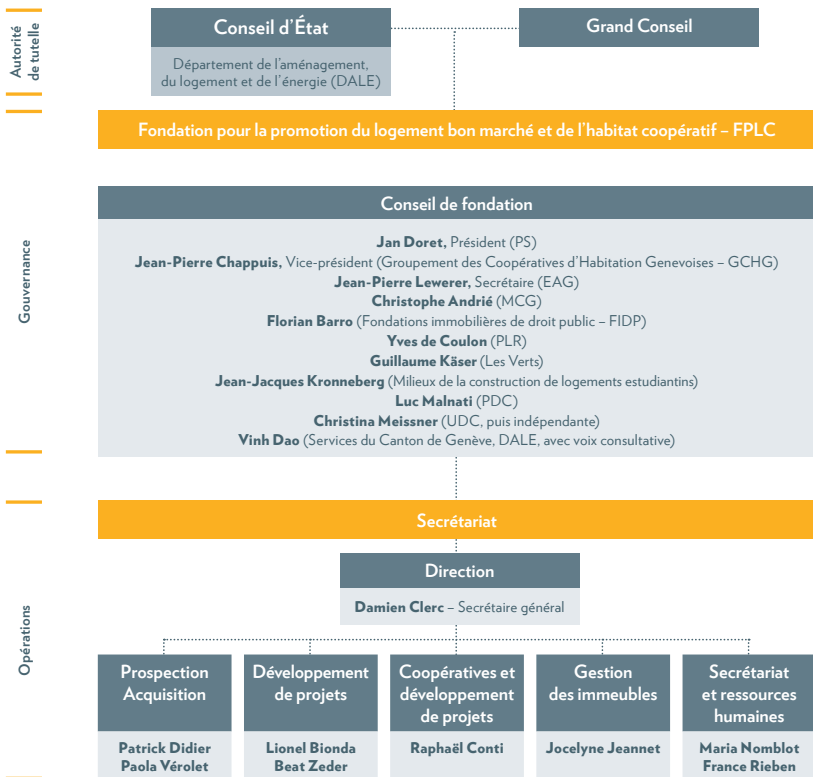 Autorité
de tutelle
Conseil d'État
Département de l'aménagement,
du logement et de l'énergie (DALE)
Grand Conseil
Fondation pour la promotion du logement bon marché et de l'habitat coopératif – FPLC
Gouvernance
Conseil de fondation
Jan Doret, Président (PS)
Jean-Pierre Chappuis, Vice-président (Groupement des Coopératives d'Habitation Genevoises – GCHG)
Jean-Pierre Lewerer, Secrétaire (EAG)
Christophe Andrié (MCG)
Florian Barro (Fondations immobilières de droit public – FIDP)
Yves de Coulon (PLR)
Guillaume Käser (Les Verts)
Jean-Jacques Kronneberg (Milieux de la construction de logements estudiantins)
Luc Malnati (PDC)
Christina Meissner (UDC, puis indépendante)
Vinh Dao (Services du Canton de Genève, DALE, avec voix consultative)
Opérations
Secrétariat
Direction
Damien Clerc – Secrétaire général
Prospection
Acquisition
Patrick Didier
Paola Vérolet
Développement
de projets
Lionel Bionda
Beat Zeder
Coopératives et
développement
de projets
Raphaël Conti
Gestion
des immeubles
Jocelyne Jeannet
Secrétariat
et ressources
humaines
Maria Nomblot
France Rieben